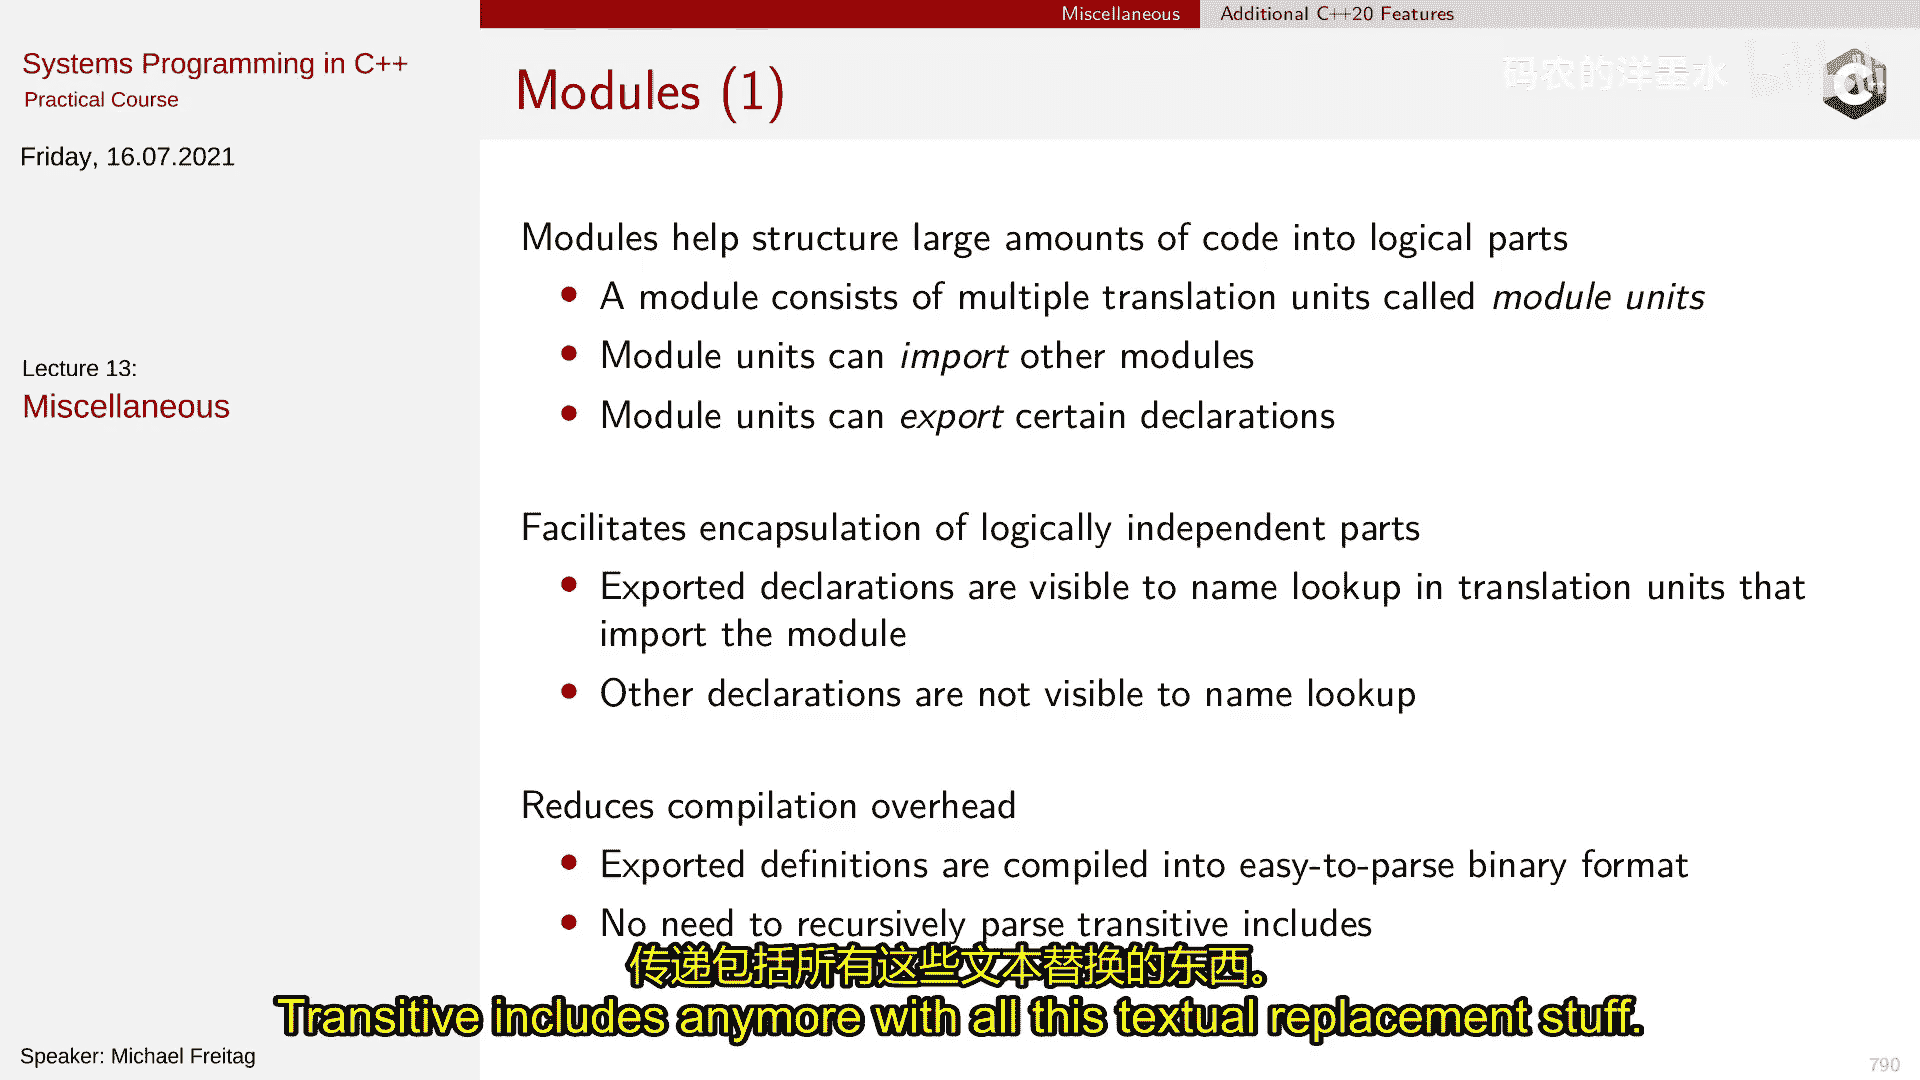 Miscellaneous Additional C++20 Features
Systems Programming in C++
Practical Course
Friday, 16.07.2021
Lecture 13:
Miscellaneous
Modules (1)
码农的洋墨水
Modules help structure large amounts of code into logical parts
• A module consists of multiple translation units called module units
• Module units can import other modules
• Module units can export certain declarations
Facilitates encapsulation of logically independent parts
• Exported declarations are visible to name lookup in translation units that
import the module
• Other declarations are not visible to name lookup
Reduces compilation overhead
• Exported definitions are compiled into easy-to-parse binary format
• No need to recursively parse transitive includes
传递包括所有这些文本替换的东西。
Transitive includes anymore with all this textual replacement stuff.
Speaker: Michael Freitag
790